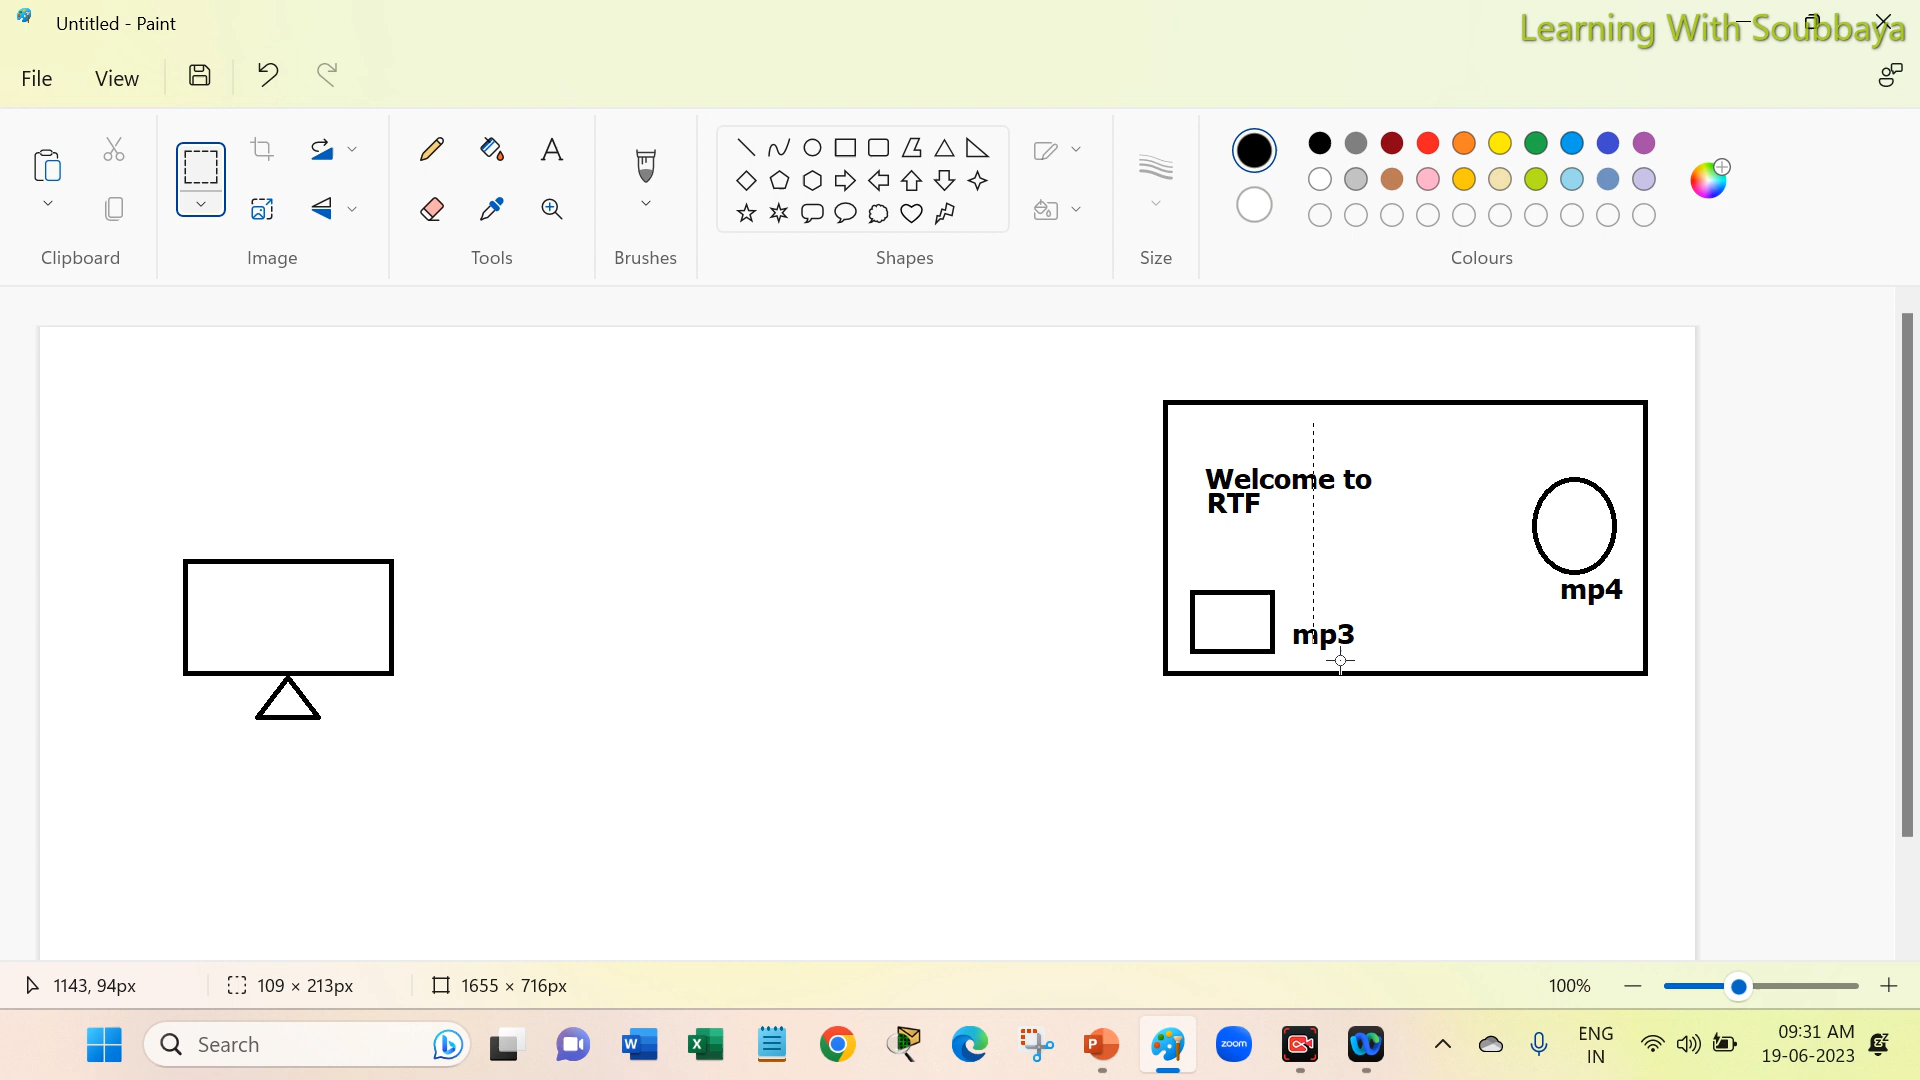 Untitled - Paint
Learning With Soubbaya
File
View
Clipboard
Image
Tools
Brushes
Shapes
Size
Colours
Welcome to
RTF
mp4
mp3
1143, 94px
109 × 213px
1655 × 716px
100%
Search
zoom
ENG
IN
09:31 AM
19-06-2023